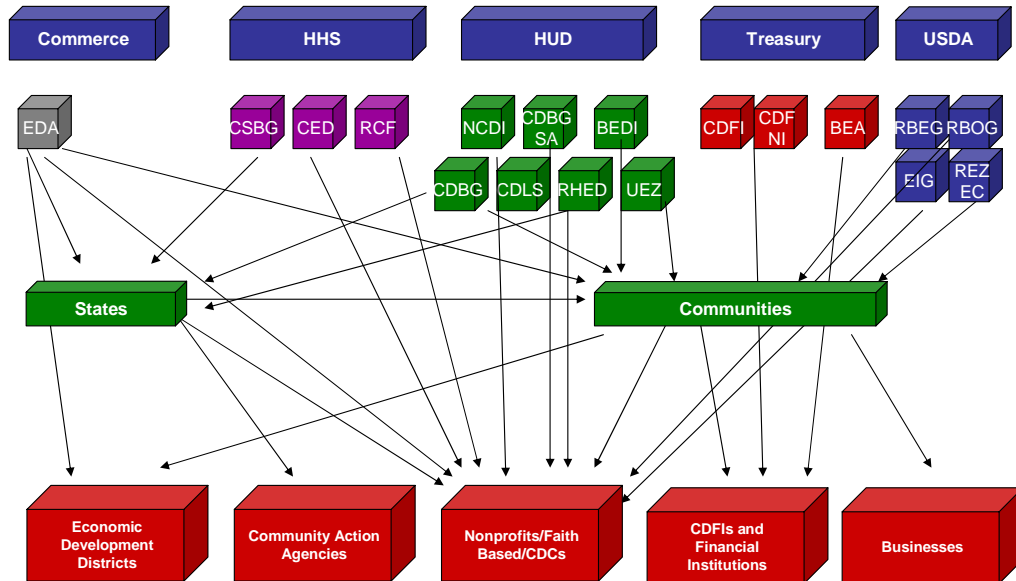 Commerce
HHS
HUD
Treasury
USDA
EDA
CSBG
CED
RCF
NCDI
CDBG
SA
BEDI
CDFI
CDF
NI
BEA
RBEG
RBOG
CDBG
CDLS
RHED
UEZ
EIG
REZ
EC
States
Communities
Economic
Development
Districts
Community Action
Agencies
Nonprofits/Faith
Based/CDCs
CDFIs and
Financial
Institutions
Businesses